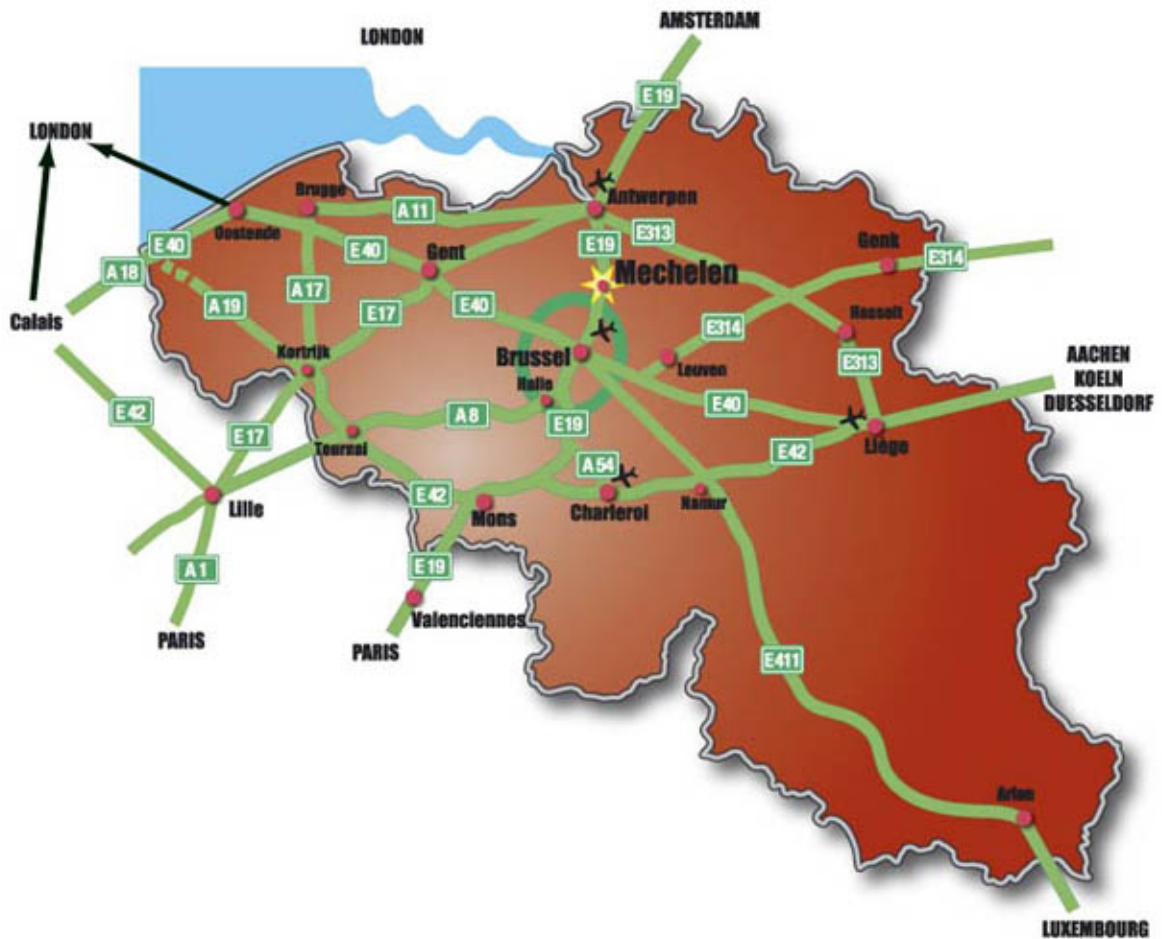 AMSTERDAM
LONDON
E19
LONDON
Brugge
Antwerpen
A11
Oostende
E19
E313
E40
E40
Gent
Genk
E314
A18
Mechelen
A17
A19
E17
E40
Calais
E314
Hasselt
Kortrijk
Brussel
Leuven
E313
AACHEN
KOELN
DUESSELDORF
Halle
E42
A8
E40
E17
E19
Tournai
Liège
E42
A54
E42
Lille
Mons
Charleroi
Namur
A1
E19
Valenciennes
PARIS
PARIS
E411
Arlon
LUXEMBOURG